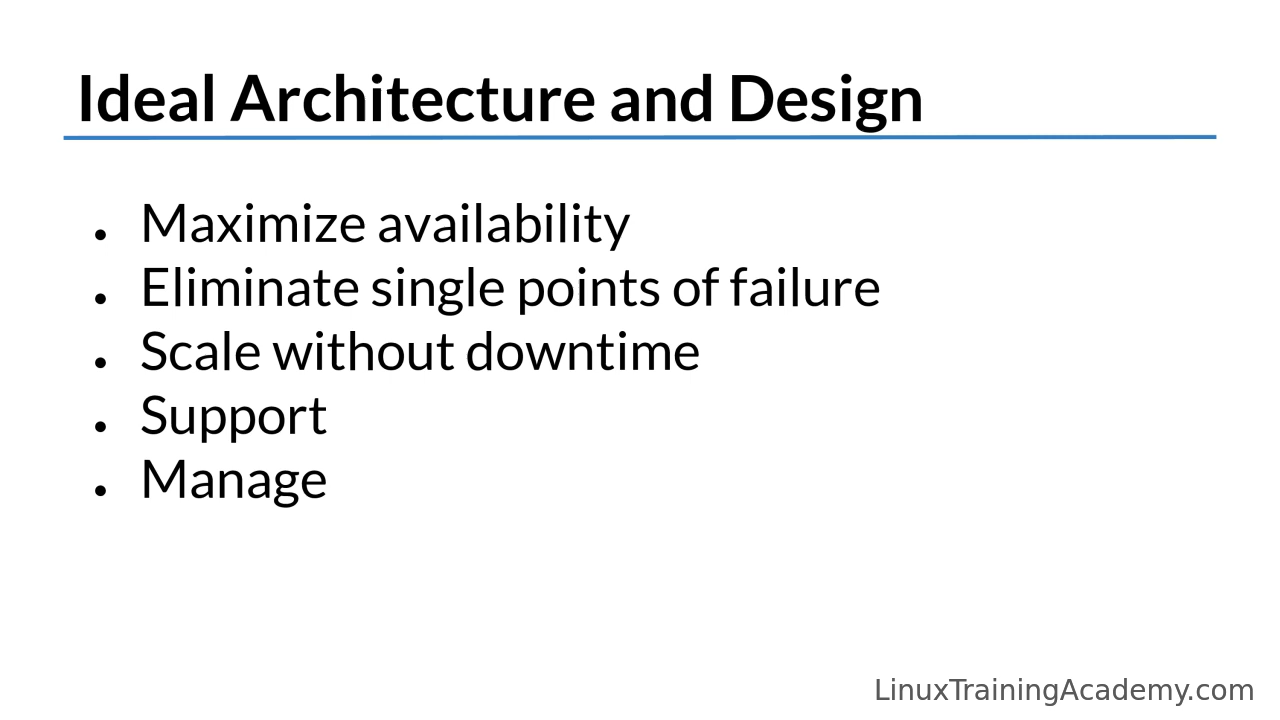 Ideal Architecture and Design
• Maximize availability
• Eliminate single points of failure
• Scale without downtime
• Support
• Manage
LinuxTrainingAcademy.com